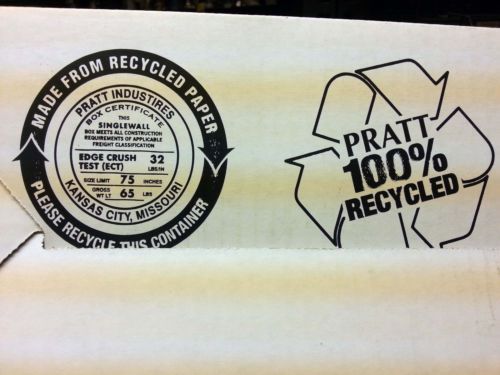 MADE FROM RECYCLED PAPER
PRATT INDUSTIRES
BOX CERTIFICATE
THIS
SINGLEWALL
BOX MEETS ALL CONSTRUCTION
REQUIREMENTS OF APPLICABLE
FREIGHT CLASSIFICATION
EDGE CRUSH TEST (ECT) 32 LBS/IN
SIZE LIMIT 75 INCHES
GROSS WT LT 65 LBS
KANSAS CITY, MISSOURI
PLEASE RECYCLE THIS CONTAINER
PRATT
100%
RECYCLED